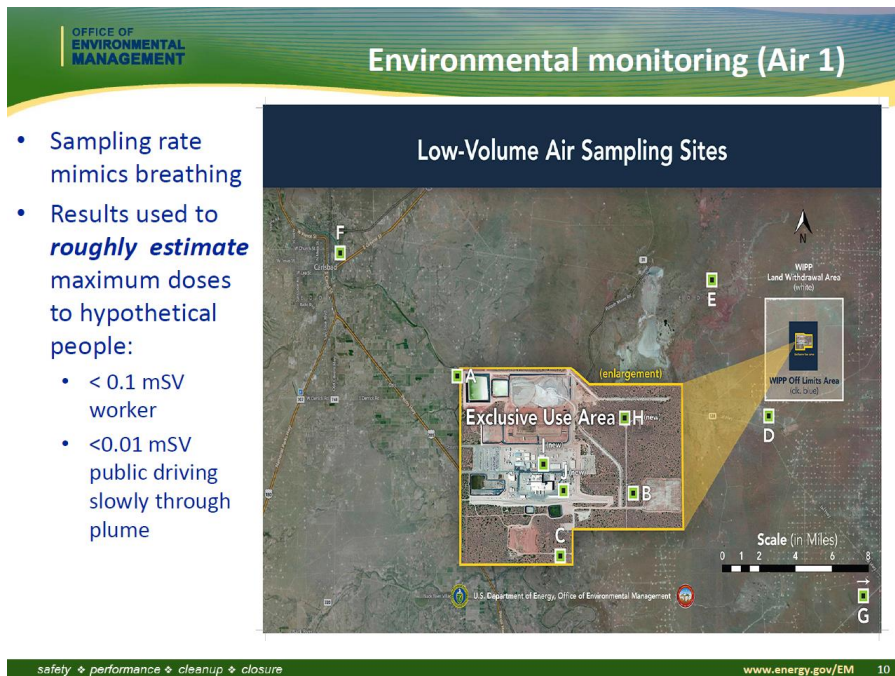 OFFICE OF
ENVIRONMENTAL
MANAGEMENT
Environmental monitoring (Air 1)
• Sampling rate
mimics breathing
• Results used to
roughly estimate
maximum doses
to hypothetical
people:
• < 0.1 mSV
worker
• <0.01 mSV
public driving
slowly through
plume
Low-Volume Air Sampling Sites
F
Carlsbad
N
E
WIPP
Land Withdrawal Area
(white)
A
(enlargement)
WIPP Off Limits Area
(dk. blue)
Exclusive Use Area
H (new)
D
I (new)
J
B
C
Scale (in Miles)
0 1 2 4 6 8
U.S. Department of Energy, Office of Environmental Management
→
G
safety ❖ performance ❖ cleanup ❖ closure
www.energy.gov/EM 10